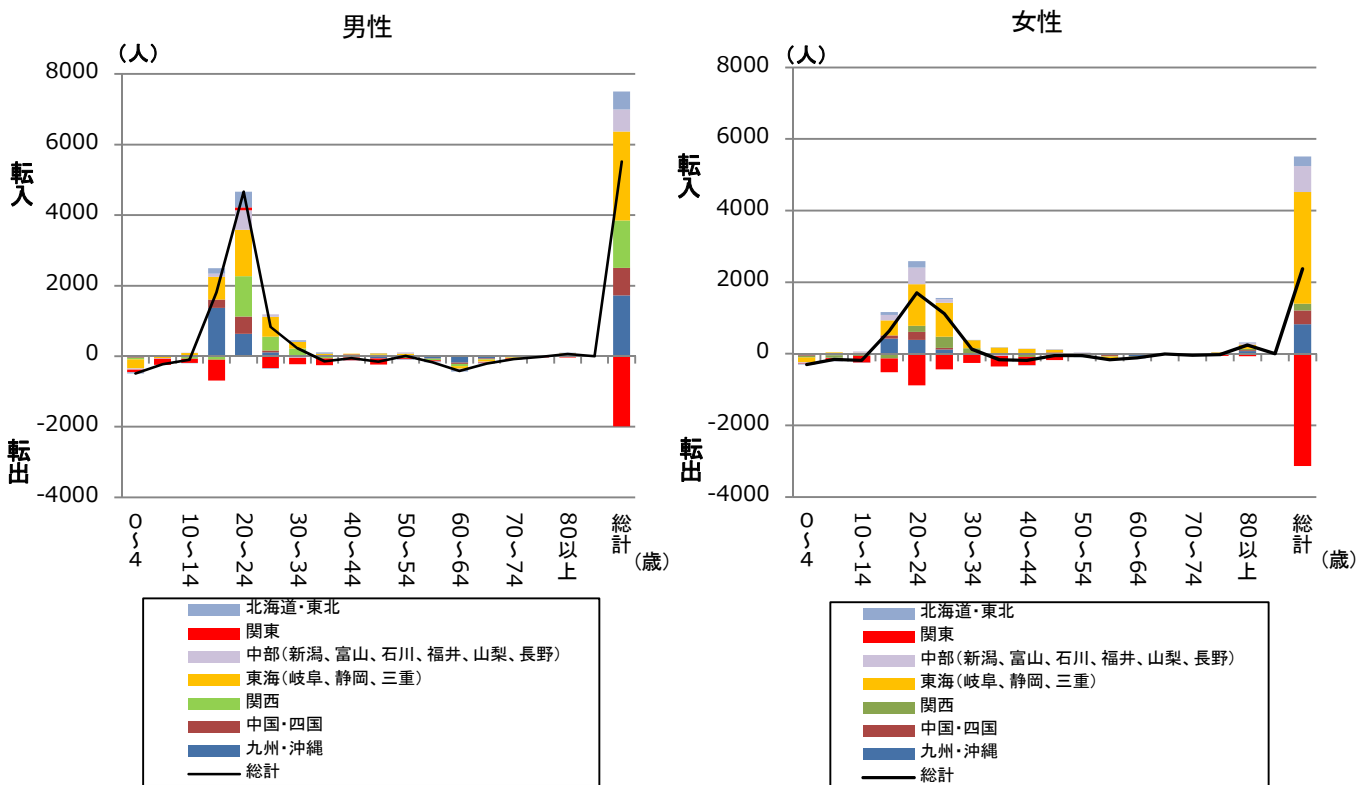 男性
(人)
8000
6000
4000
2000
0
-2000
-4000
転入
転出
0～4
10～14
20～24
30～34
40～44
50～54
60～64
70～74
80以上
総計
(歳)
北海道・東北
関東
中部(新潟、富山、石川、福井、山梨、長野)
東海(岐阜、静岡、三重)
関西
中国・四国
九州・沖縄
総計
女性
(人)
8000
6000
4000
2000
0
-2000
-4000
転入
転出
0～4
10～14
20～24
30～34
40～44
50～54
60～64
70～74
80以上
総計
(歳)
北海道・東北
関東
中部(新潟、富山、石川、福井、山梨、長野)
東海(岐阜、静岡、三重)
関西
中国・四国
九州・沖縄
総計